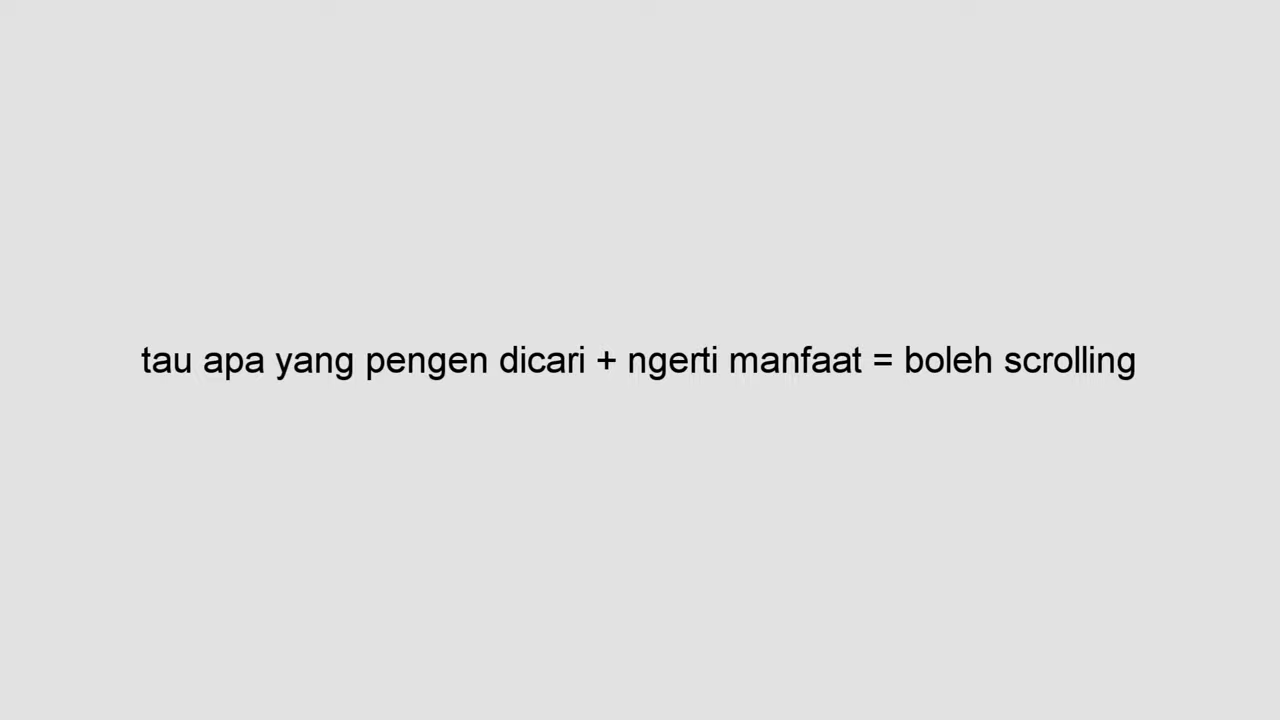 tau apa yang pengen dicari + ngerti manfaat = boleh scrolling